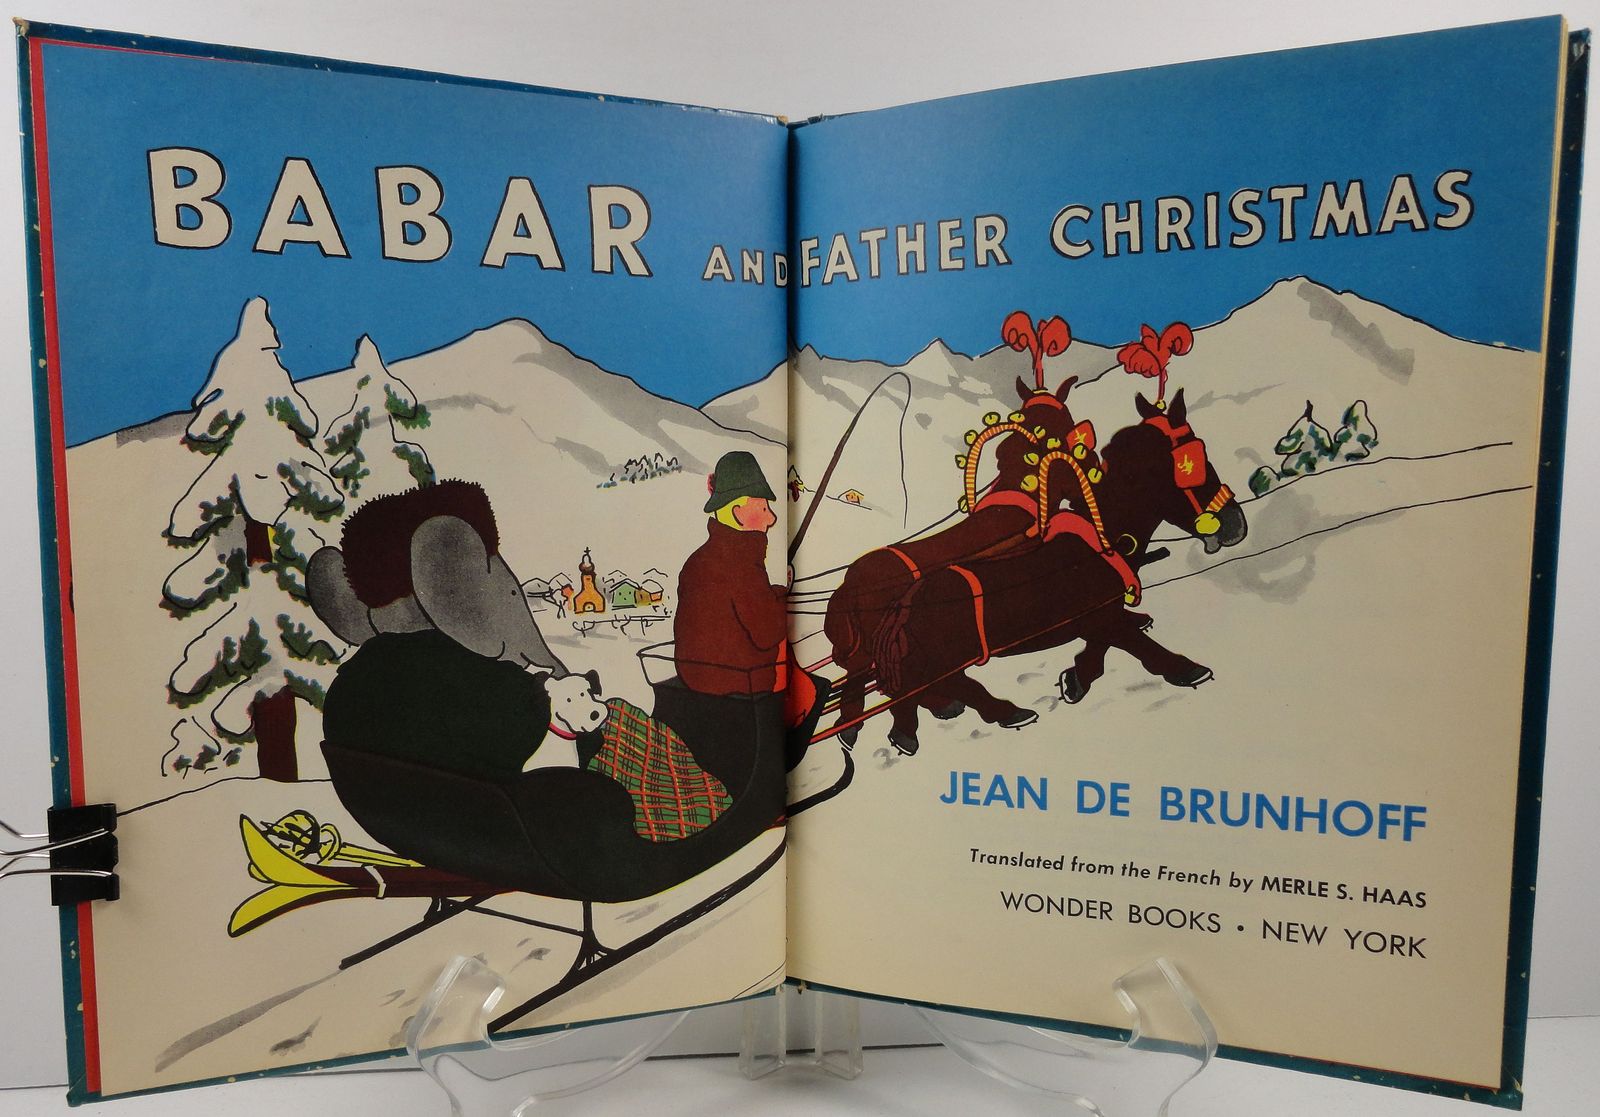 BABAR AND FATHER CHRISTMAS
JEAN DE BRUNHOFF
Translated from the French by MERLE S. HAAS
WONDER BOOKS • NEW YORK